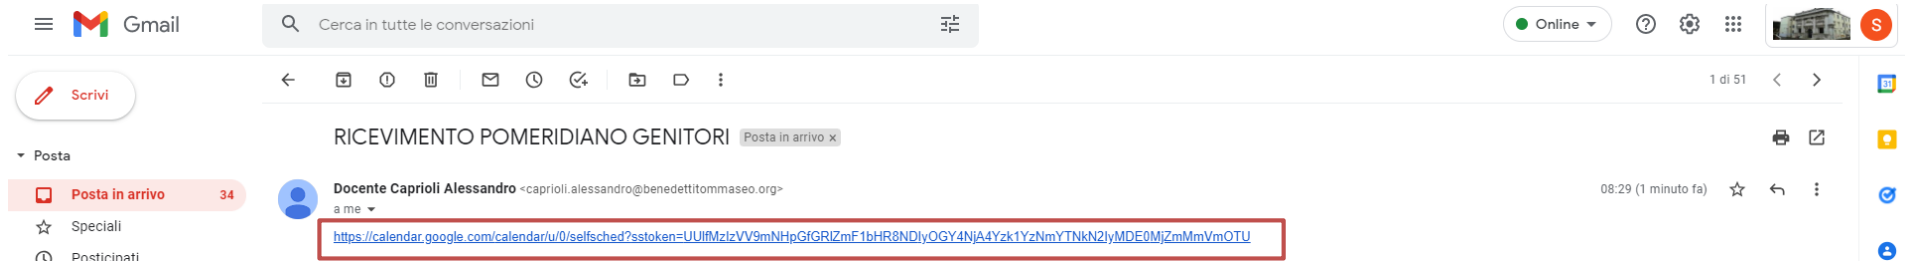 Gmail
Cerca in tutte le conversazioni
Online
S
Scrivi
1 di 51
31
RICEVIMENTO POMERIDIANO GENITORI Posta in arrivo x
Posta
Docente Caprioli Alessandro <caprioli.alessandro@benedettitommaseo.org>
08:29 (1 minuto fa)
Posta in arrivo 34
a me
Speciali
https://calendar.google.com/calendar/u/0/selfsched?sstoken=UUlfMzIzVV9mNHpGfGRlZmF1bHR8NDIyOGY4NjA4Yzk1YzNmYTNkN2IyMDE0MjZmMmVmOTU
Posticipati